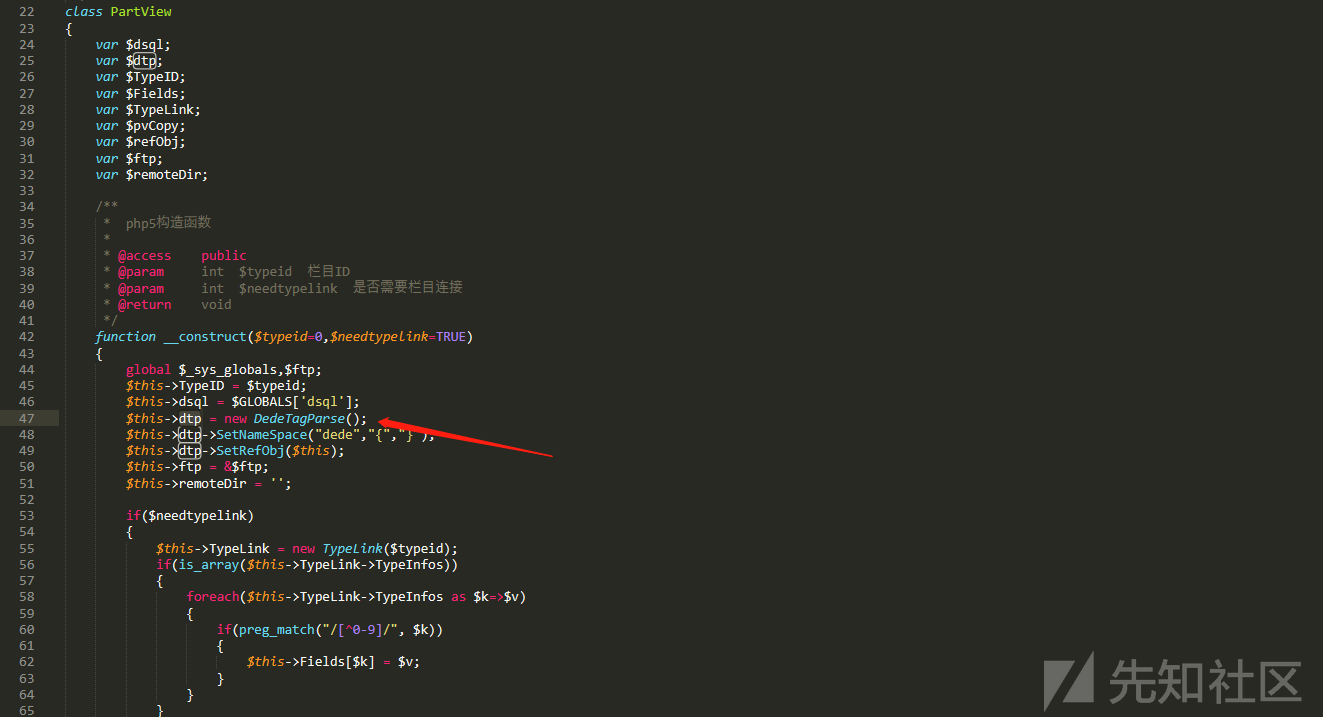 22 class PartView
23 {
24 var $dsql;
25 var $dtp;
26 var $TypeID;
27 var $Fields;
28 var $TypeLink;
29 var $pvCopy;
30 var $refObj;
31 var $ftp;
32 var $remoteDir;
33
34 /**
35 * php5构造函数
36 *
37 * @access public
38 * @param int $typeid 栏目ID
39 * @param int $needtypelink 是否需要栏目连接
40 * @return void
41 */
42 function __construct($typeid=0,$needtypelink=TRUE)
43 {
44 global $_sys_globals,$ftp;
45 $this->TypeID = $typeid;
46 $this->dsql = $GLOBALS['dsql'];
47 $this->dtp = new DedeTagParse();
48 $this->dtp->SetNameSpace("dede","{","}");
49 $this->dtp->SetRefObj($this);
50 $this->ftp = &$ftp;
51 $this->remoteDir = '';
52
53 if($needtypelink)
54 {
55 $this->TypeLink = new TypeLink($typeid);
56 if(is_array($this->TypeLink->TypeInfos))
57 {
58 foreach($this->TypeLink->TypeInfos as $k=>$v)
59 {
60 if(preg_match("/[^0-9]/", $k))
61 {
62 $this->Fields[$k] = $v;
63 }
64 }
65 }
先知社区